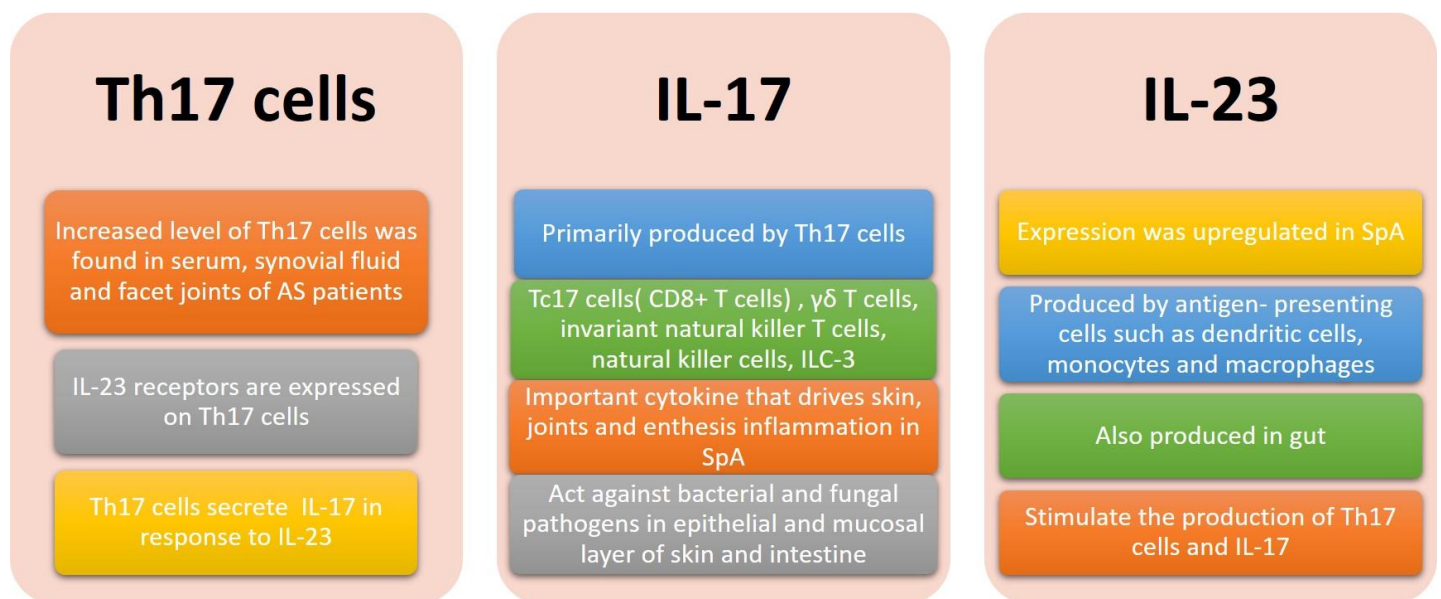 Th17 cells
Increased level of Th17 cells was
found in serum, synovial fluid
and facet joints of AS patients
IL-23 receptors are expressed
on Th17 cells
Th17 cells secrete IL-17 in
response to IL-23
IL-17
Primarily produced by Th17 cells
Tc17 cells( CD8+ T cells) , γδ T cells,
invariant natural killer T cells,
natural killer cells, ILC-3
Important cytokine that drives skin,
joints and enthesis inflammation in
SpA
Act against bacterial and fungal
pathogens in epithelial and mucosal
layer of skin and intestine
IL-23
Expression was upregulated in SpA
Produced by antigen- presenting
cells such as dendritic cells,
monocytes and macrophages
Also produced in gut
Stimulate the production of Th17
cells and IL-17